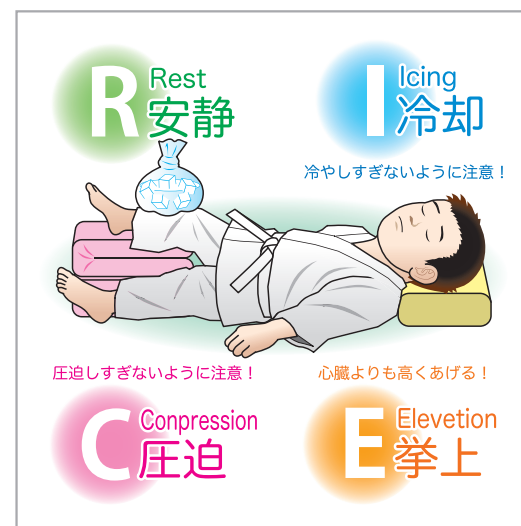 R Rest
安静
I Icing
冷却
冷やしすぎないように注意！
圧迫しすぎないように注意！
C Conpression
圧迫
心臓よりも高くあげる！
E Elevetion
挙上